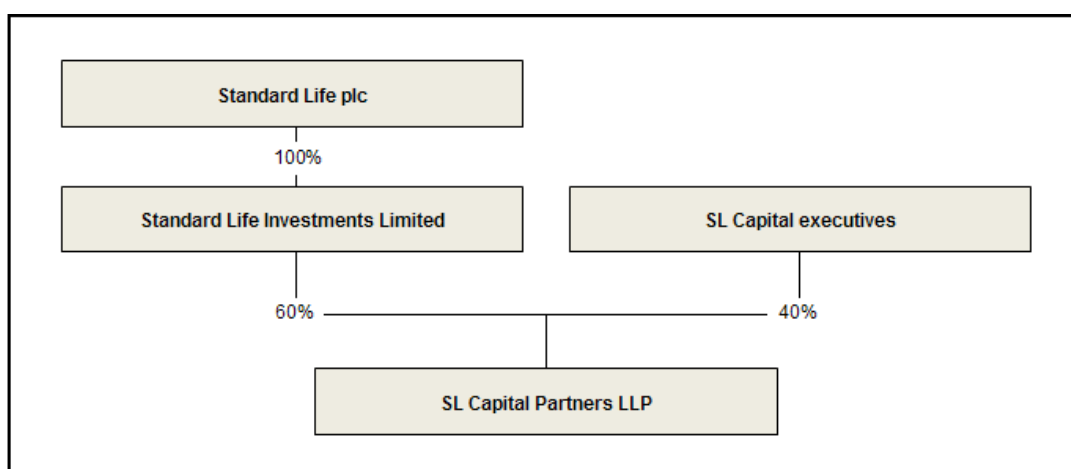 Standard Life plc
100%
Standard Life Investments Limited
SL Capital executives
60%
40%
SL Capital Partners LLP